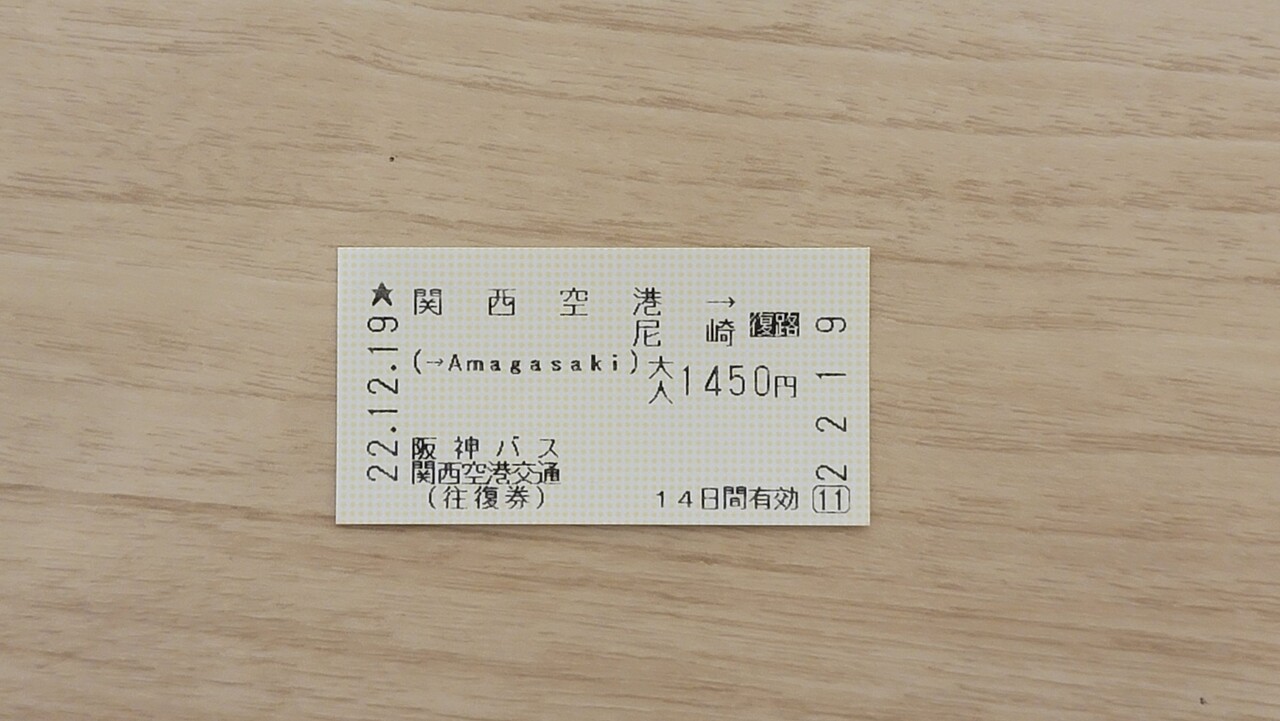 ★ 22.12.19
関西空港→
尼崎 復路
(→Amagasaki) 大人 1450円
阪神バス
関西空港交通
(往復券)
14日間有効 11
2219